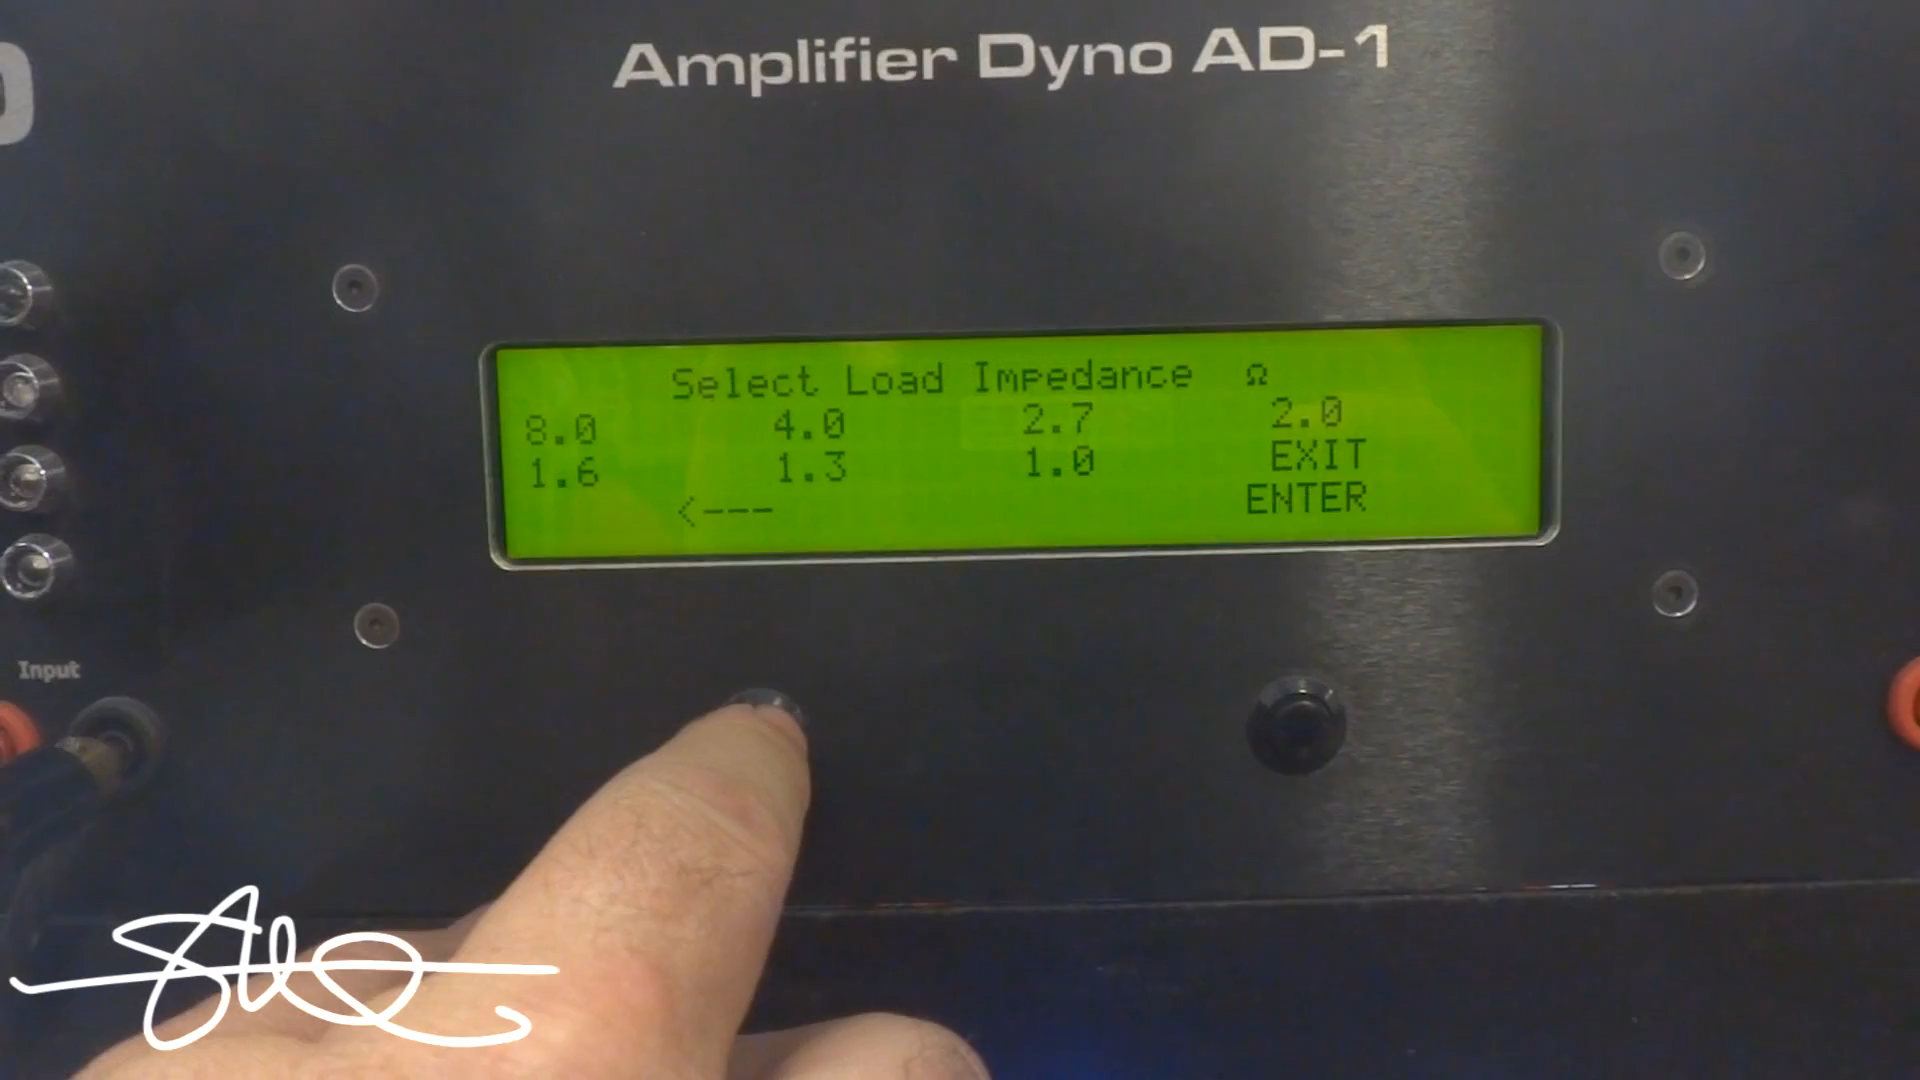 Amplifier Dyno AD-1
Select Load Impedance Ω
8.0 4.0 2.7 2.0
1.6 1.3 1.0 EXIT
<--- ENTER
Input